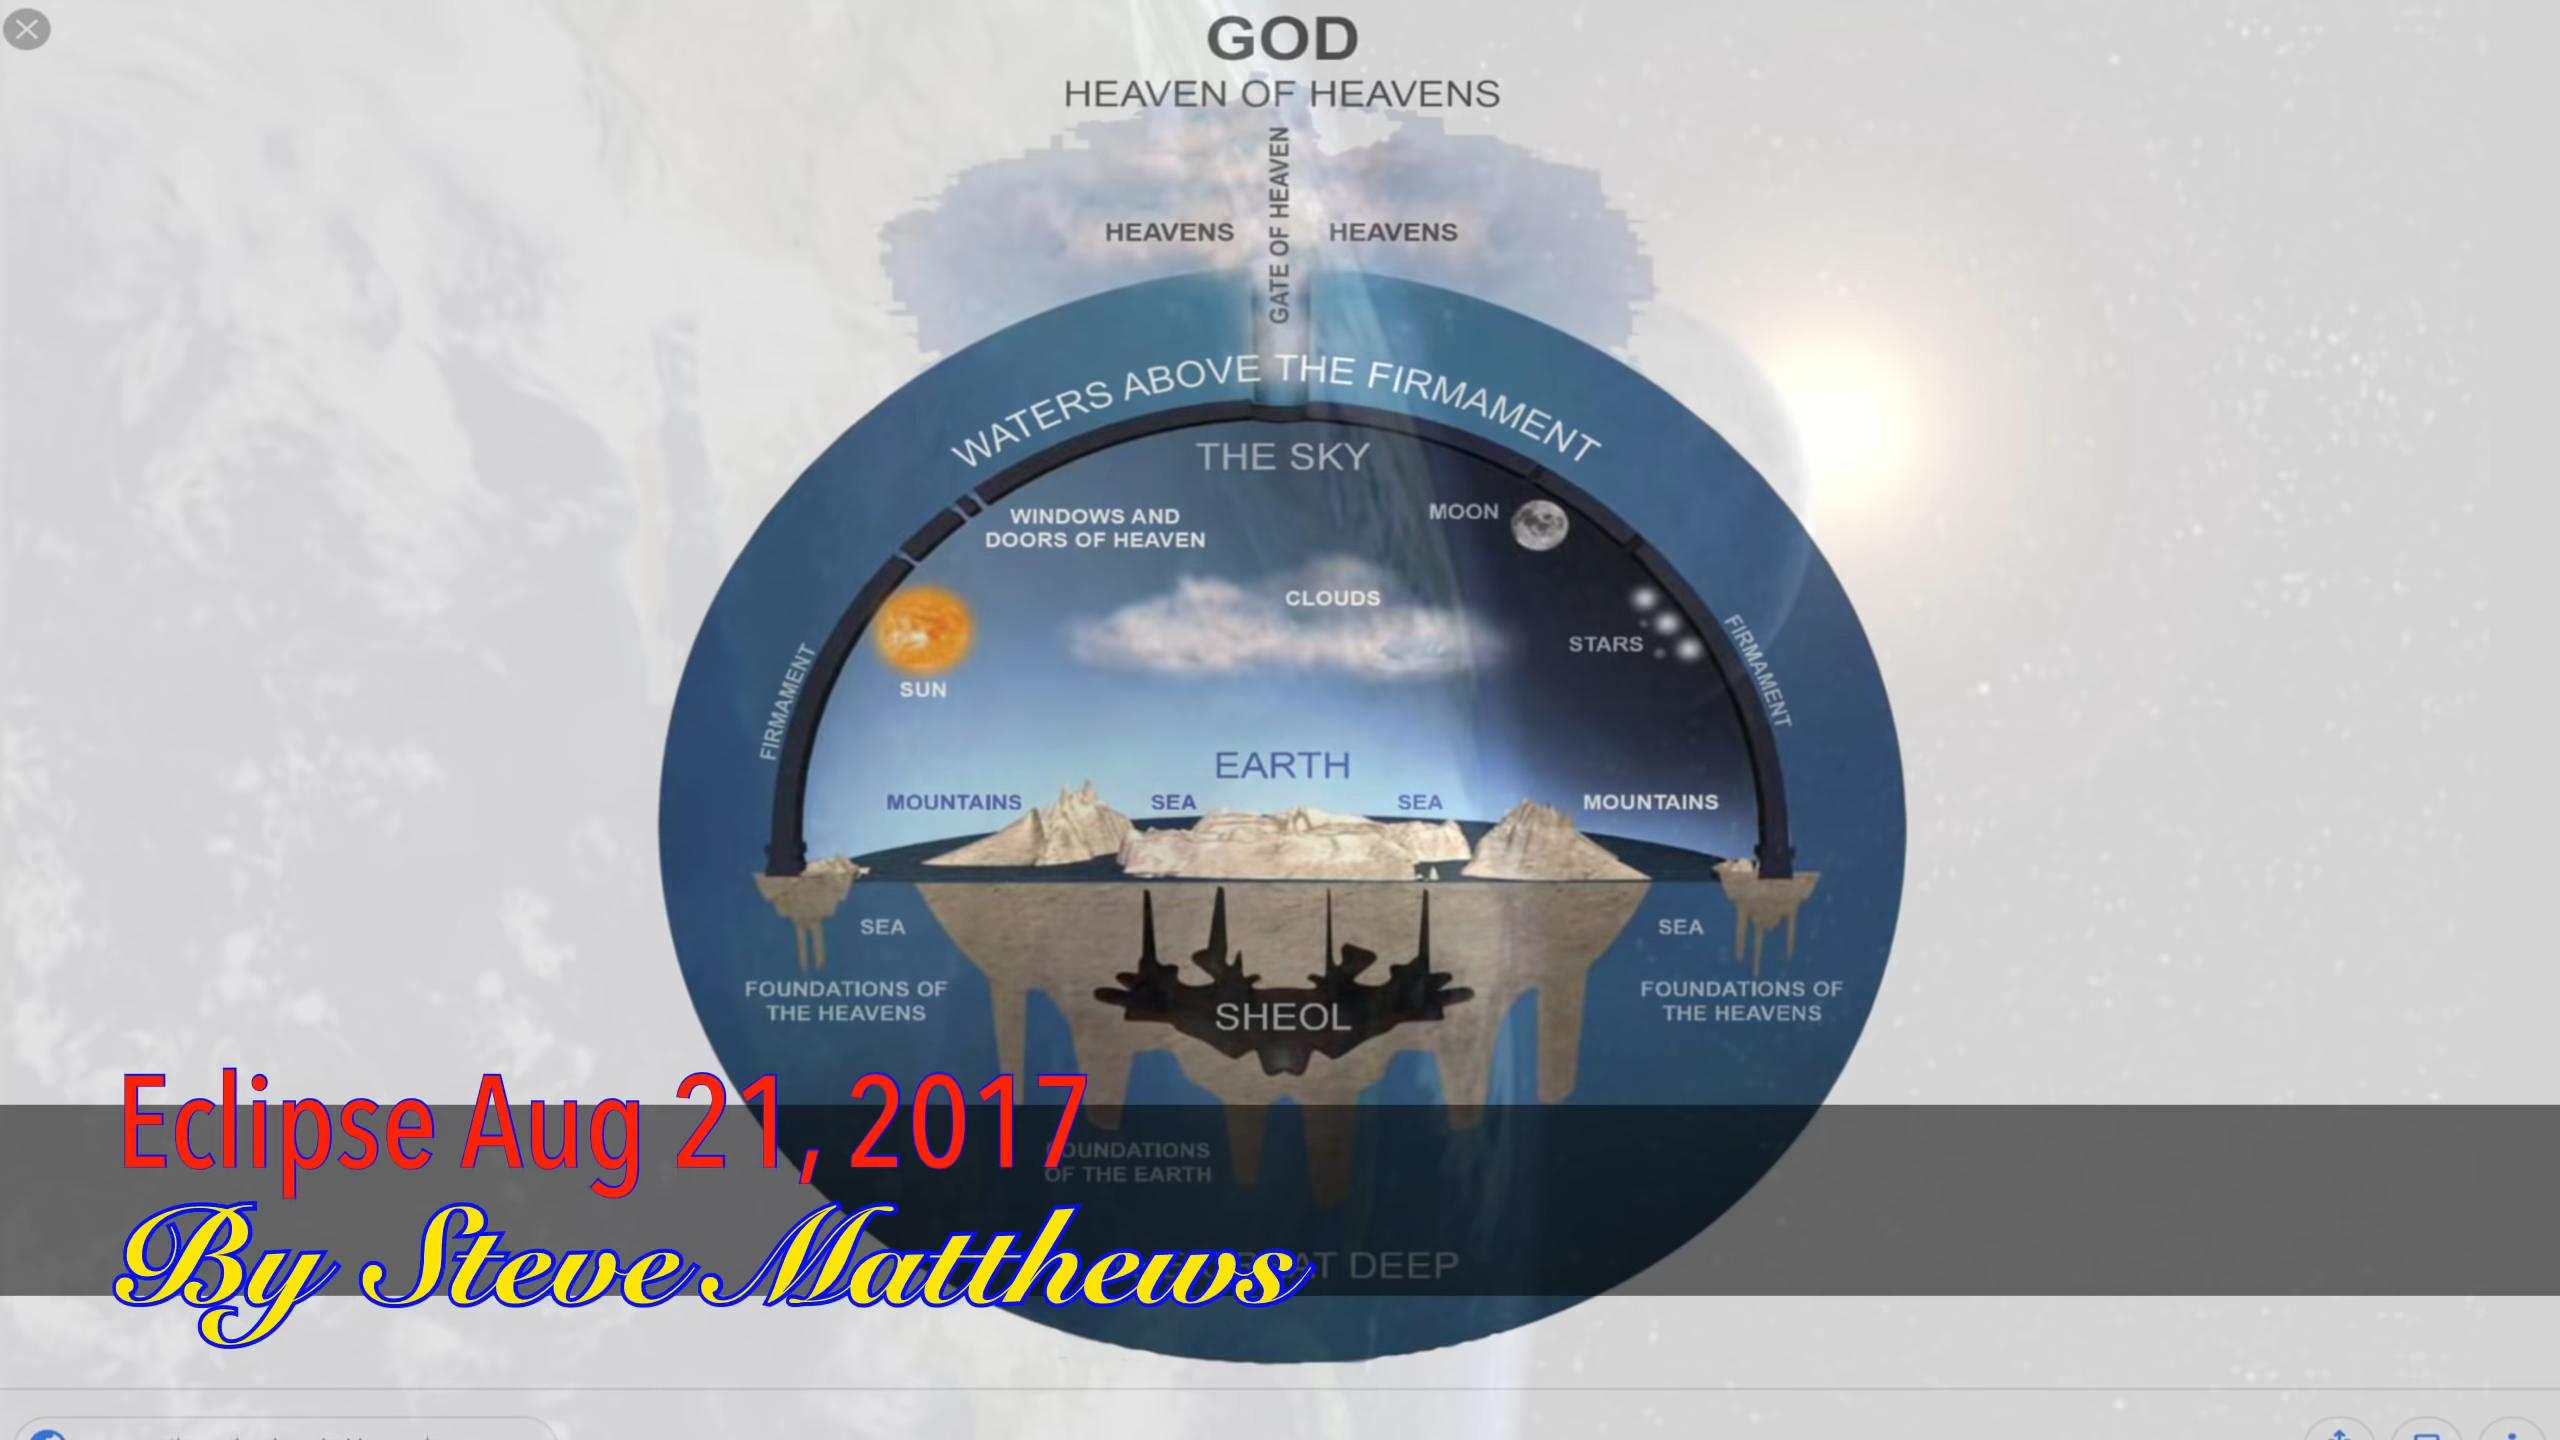 GOD
HEAVEN OF HEAVENS
GATE OF HEAVEN
HEAVENS
HEAVENS
WATERS ABOVE THE FIRMAMENT
THE SKY
WINDOWS AND
DOORS OF HEAVEN
MOON
CLOUDS
STARS
SUN
FIRMAMENT
FIRMAMENT
EARTH
MOUNTAINS
SEA
SEA
MOUNTAINS
SEA
SEA
FOUNDATIONS OF
THE HEAVENS
SHEOL
FOUNDATIONS OF
THE HEAVENS
Eclipse Aug 21, 2017
FOUNDATIONS
OF THE EARTH
By Steve Matthews
DEEP